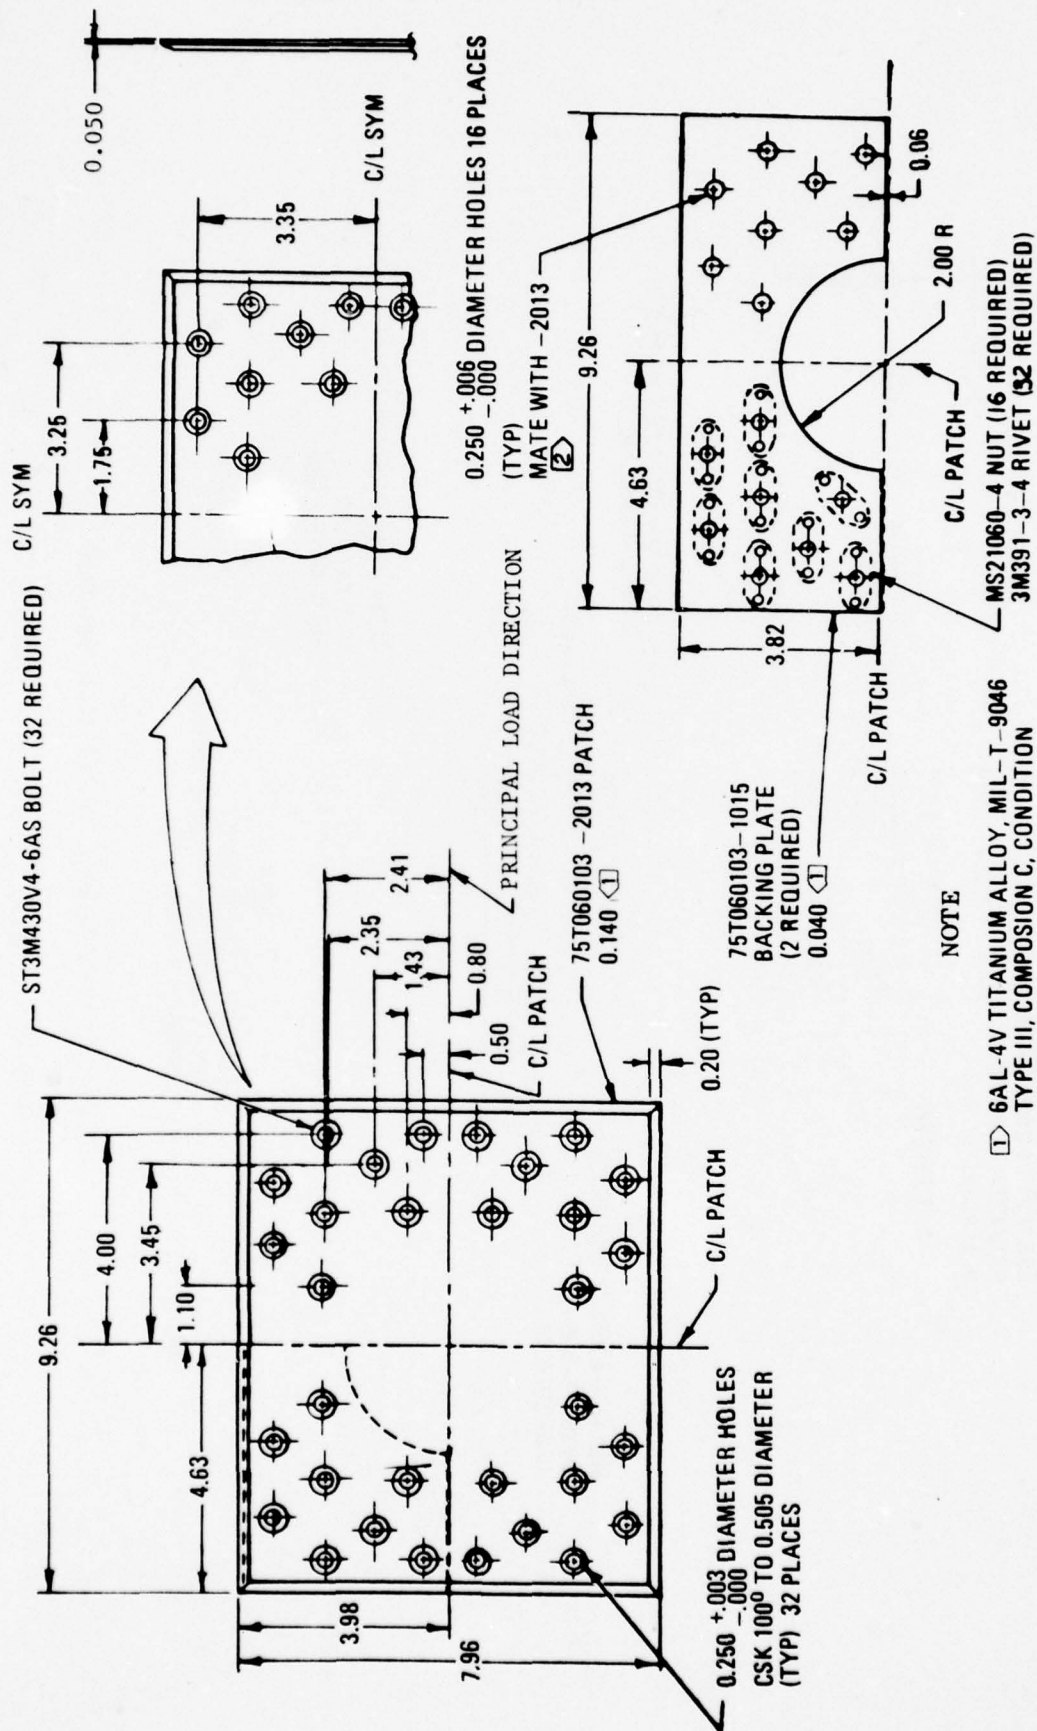 ST3M430V4-6AS BOLT (32 REQUIRED)
C/L SYM
3.25
1.75
3.35
C/L SYM
0.050
9.26
4.63
4.00
3.45
1.10
3.98
7.96
2.41
2.35
1.43
0.80
0.50
PRINCIPAL LOAD DIRECTION
C/L PATCH
75T060103-2013 PATCH
0.140 1
0.20 (TYP)
C/L PATCH
0.250 +.003 -.000 DIAMETER HOLES
CSK 100° TO 0.505 DIAMETER
(TYP) 32 PLACES
0.250 +.006 -.000 DIAMETER HOLES 16 PLACES
(TYP)
MATE WITH -2013
2
9.26
4.63
3.82
0.06
2.00 R
C/L PATCH
C/L PATCH
75T060103-1015
BACKING PLATE
(2 REQUIRED)
0.040 1
MS21060-4 NUT (16 REQUIRED)
3M391-3-4 RIVET (32 REQUIRED)
NOTE
1 6AL-4V TITANIUM ALLOY, MIL-T-9046
TYPE III, COMPOSION C, CONDITION